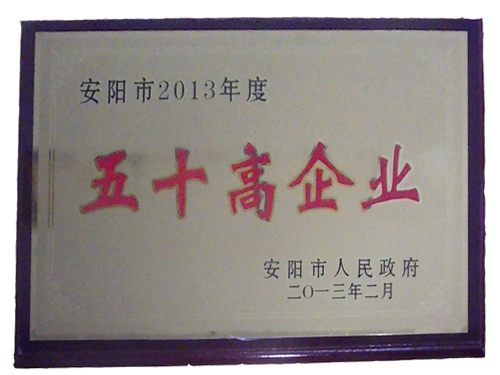 安阳市2013年度
五十高企业
安阳市人民政府
二〇一三年二月